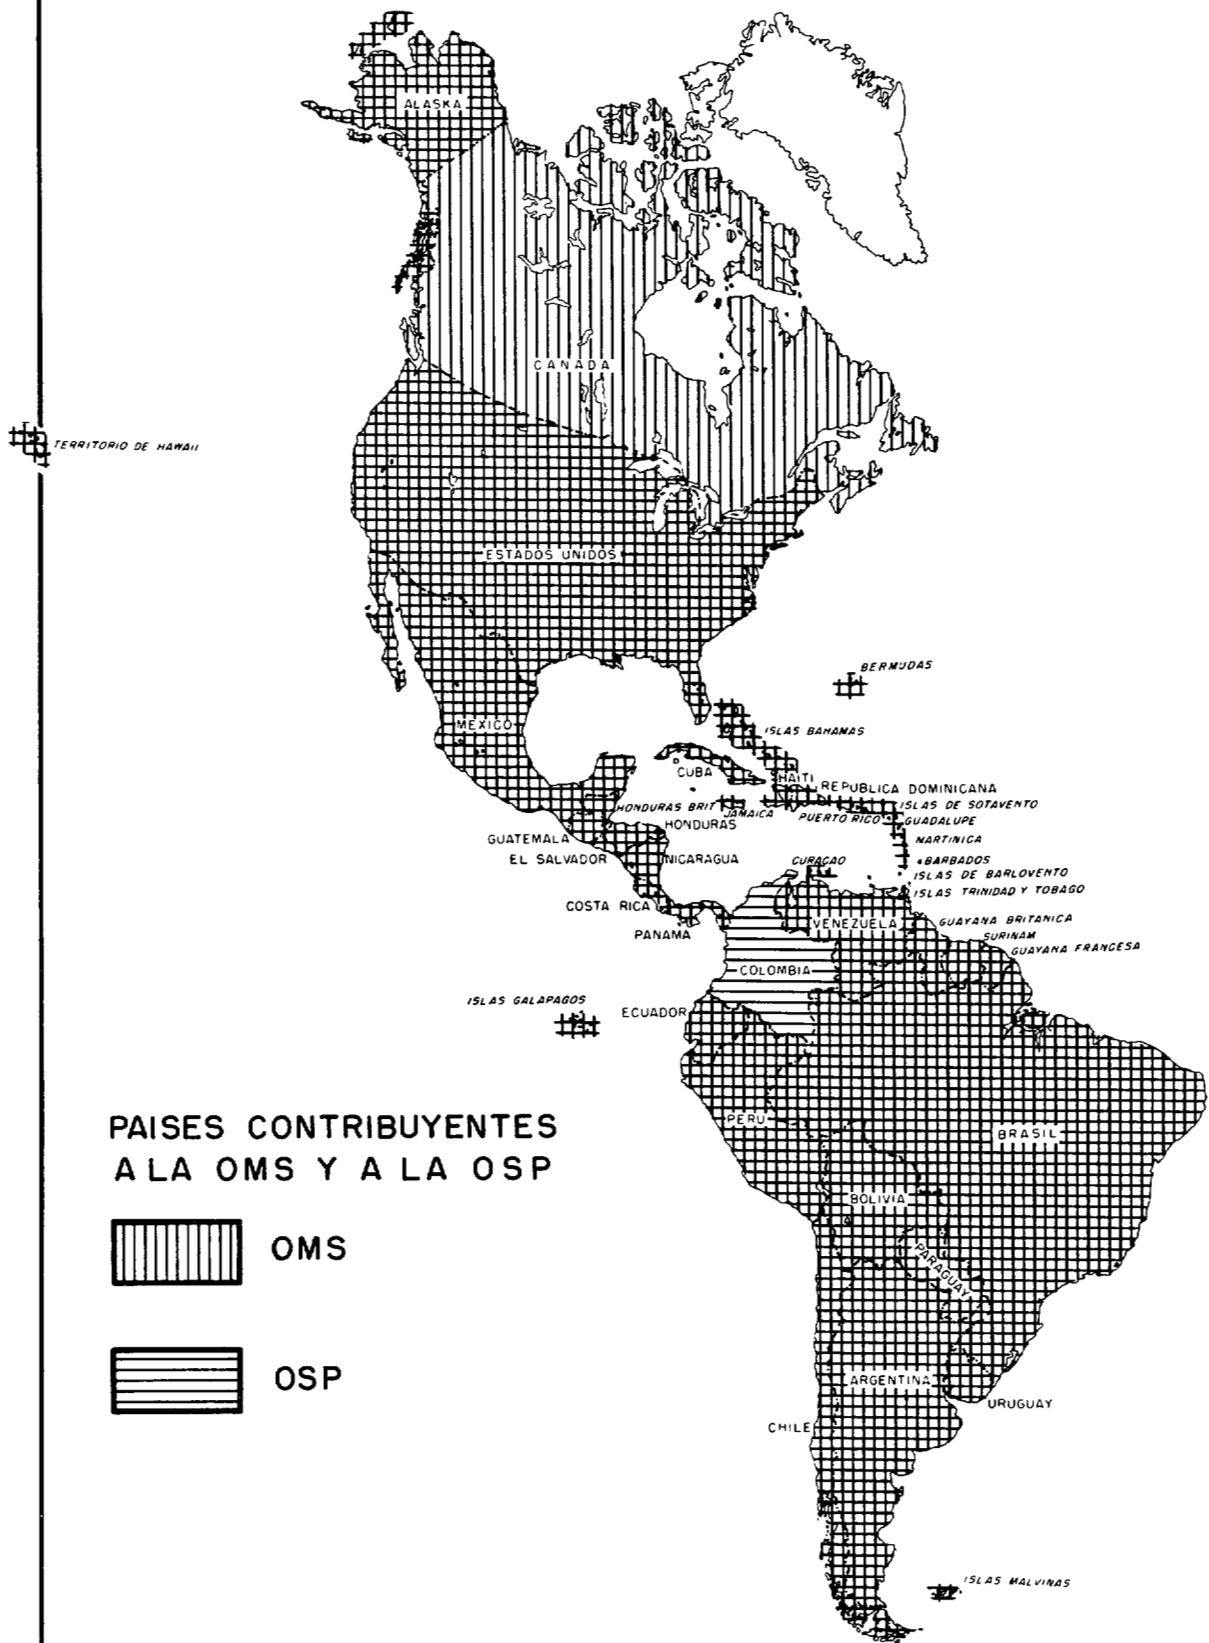 ALASKA
CANADA
TERRITORIO DE HAWAII
ESTADOS UNIDOS
BERMUDAS
MEXICO
ISLAS BAHAMAS
CUBA
HAITI
REPUBLICA DOMINICANA
HONDURAS BRIT
JAMAICA
PUERTO RICO
ISLAS DE SOTAVENTO
GUADALUPE
HONDURAS
MARTINICA
GUATEMALA
EL SALVADOR
NICARAGUA
CURAÇAO
BARBADOS
ISLAS DE BARLOVENTO
ISLAS TRINIDAD Y TOBAGO
COSTA RICA
PANAMA
VENEZUELA
GUAYANA BRITANICA
SURINAM
GUAYANA FRANCESA
COLOMBIA
ISLAS GALAPAGOS
ECUADOR
PERU
BRASIL
PAISES CONTRIBUYENTES
A LA OMS Y A LA OSP
BOLIVIA
OMS
PARAGUAY
OSP
ARGENTINA
URUGUAY
CHILE
ISLAS MALVINAS